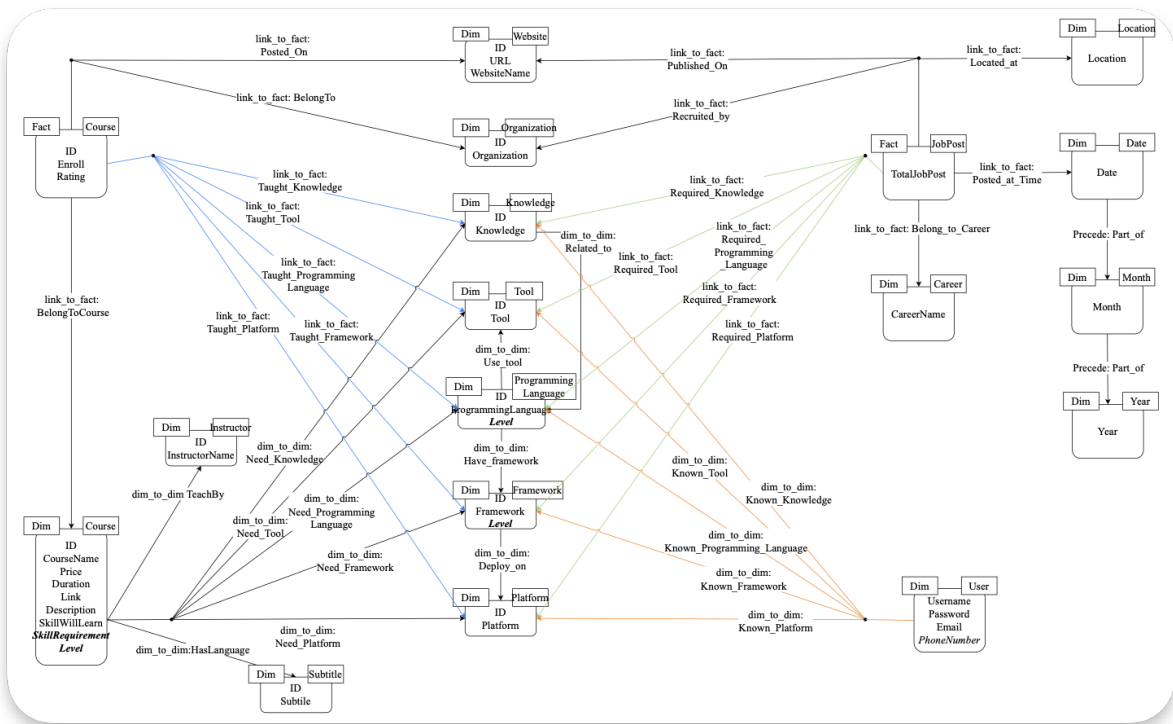 link_to_fact:
Posted_On
Dim
Website
ID
URL
WebsiteName
link_to_fact:
Published_On
link_to_fact:
Located_at
Dim
Location
Location
link_to_fact: BelongTo
link_to_fact:
Recruited_by
Dim
Organization
ID
Organization
Fact
Course
ID
Enroll
Rating
Fact
JobPost
TotalJobPost
link_to_fact:
Posted_at_Time
Dim
Date
Date
link_to_fact:
Taught_Knowledge
link_to_fact:
Taught_Tool
link_to_fact:
Taught_Programming
Language
link_to_fact:
Taught_Framework
link_to_fact:
Taught_Platform
Dim
Knowledge
ID
Knowledge
dim_to_dim:
Related_to
link_to_fact:
Required_Knowledge
link_to_fact:
Required_
Programming
_Language
link_to_fact:
Required_Tool
link_to_fact:
Required_Framework
link_to_fact:
Required_Platform
link_to_fact: Belong_to_Career
Dim
Career
CareerName
Precede: Part_of
Dim
Month
Month
Precede: Part_of
Dim
Year
Year
link_to_fact:
BelongToCourse
Dim
Tool
ID
Tool
dim_to_dim:
Use_tool
Dim
Programming
Language
ID
ProgrammingLanguage
Level
dim_to_dim:
Have_framework
Dim
Framework
ID
Framework
Level
dim_to_dim:
Deploy_on
Dim
Platform
ID
Platform
Dim
Instructor
ID
InstructorName
dim_to_dim TeachBy
dim_to_dim:
Need_Knowledge
dim_to_dim:
Need_Tool
dim_to_dim:
Need_Programming
Language
dim_to_dim:
Need_Framework
dim_to_dim:
Need_Platform
dim_to_dim:
Known_Tool
dim_to_dim:
Known_Knowledge
dim_to_dim:
Known_Programming_Language
dim_to_dim:
Known_Framework
dim_to_dim:
Known_Platform
Dim
Course
ID
CourseName
Price
Duration
Link
Description
SkillWillLearn
SkillRequirement
Level
dim_to_dim:HasLanguage
Dim
Subtitle
ID
Subtile
Dim
User
Username
Password
Email
PhoneNumber